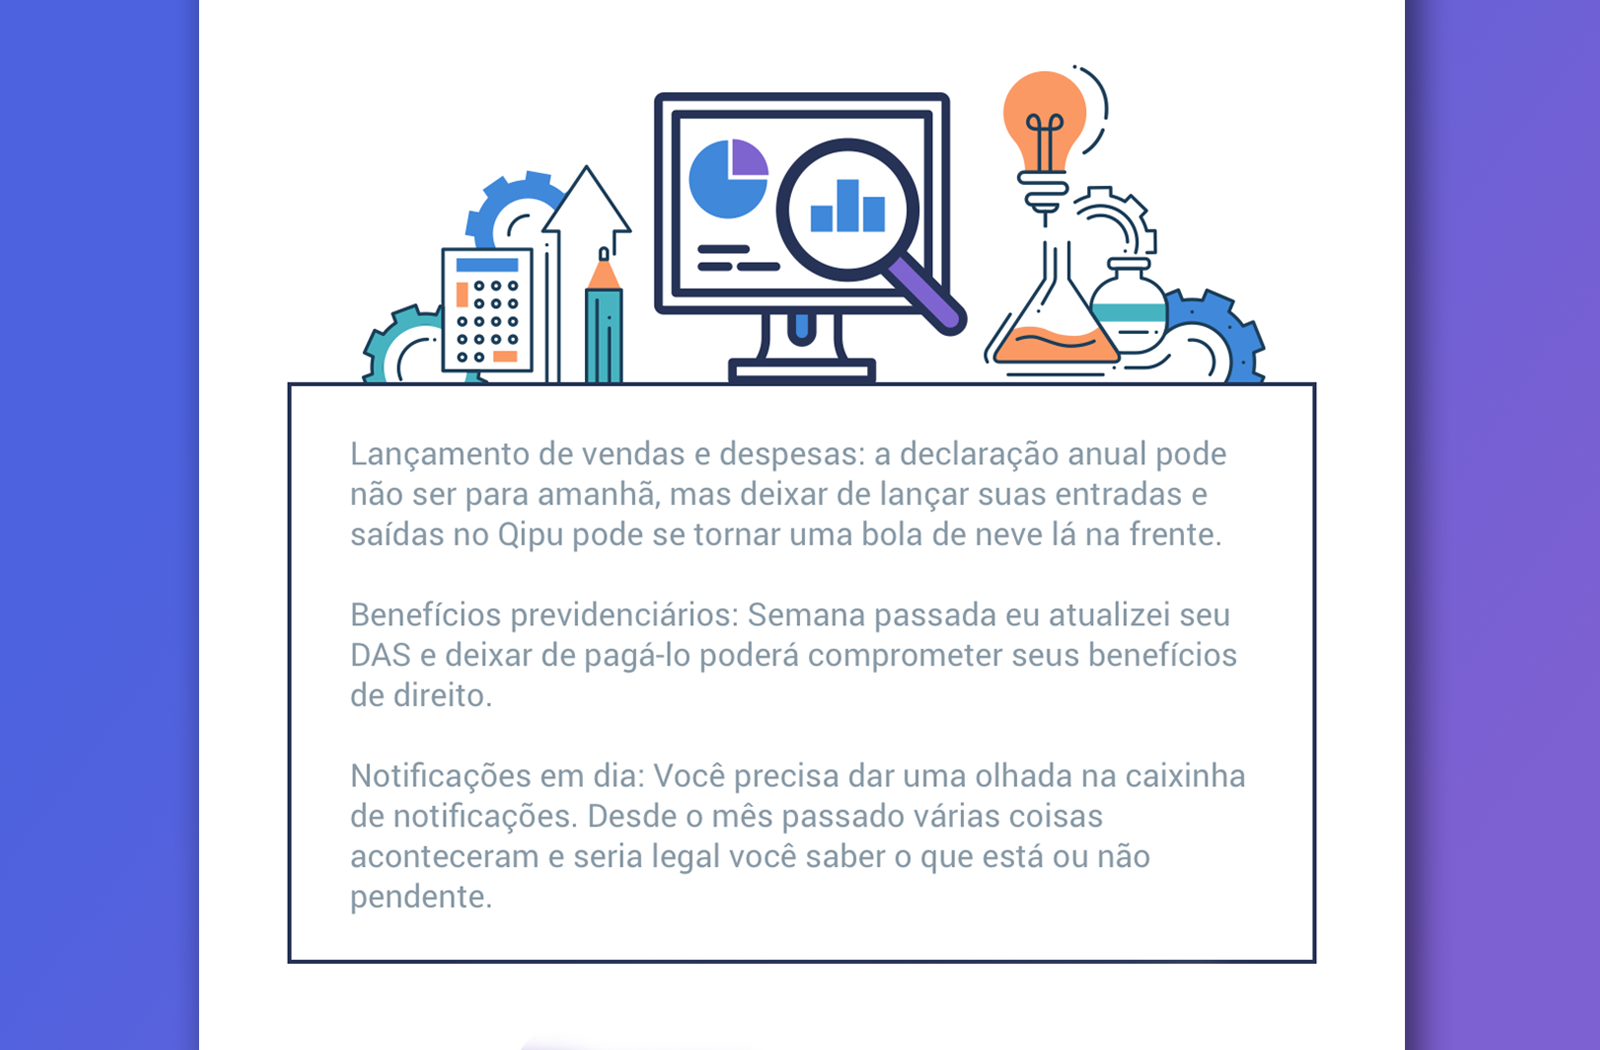 Lançamento de vendas e despesas: a declaração anual pode
não ser para amanhã, mas deixar de lançar suas entradas e
saídas no Qipu pode se tornar uma bola de neve lá na frente.
Benefícios previdenciários: Semana passada eu atualizei seu
DAS e deixar de pagá-lo poderá comprometer seus benefícios
de direito.
Notificações em dia: Você precisa dar uma olhada na caixinha
de notificações. Desde o mês passado várias coisas
aconteceram e seria legal você saber o que está ou não
pendente.